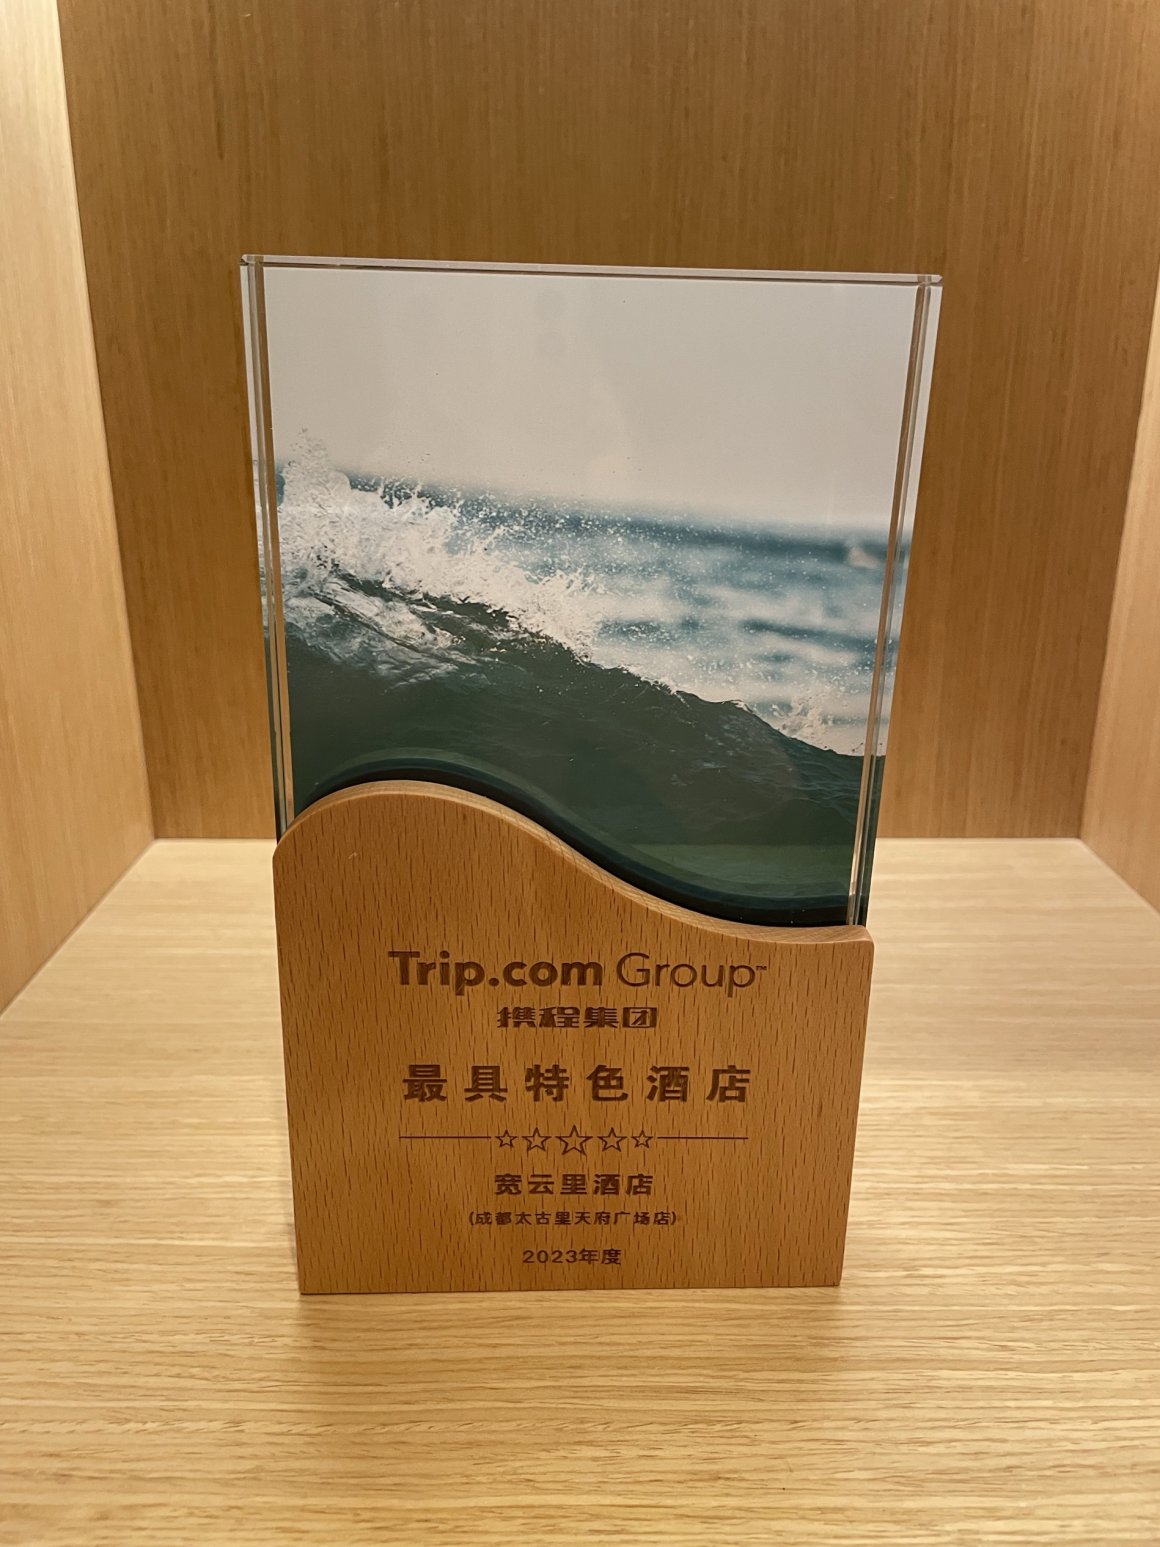 Trip.com Group™
携程集团
最具特色酒店
宽云里酒店
(成都太古里天府广场店)
2023年度